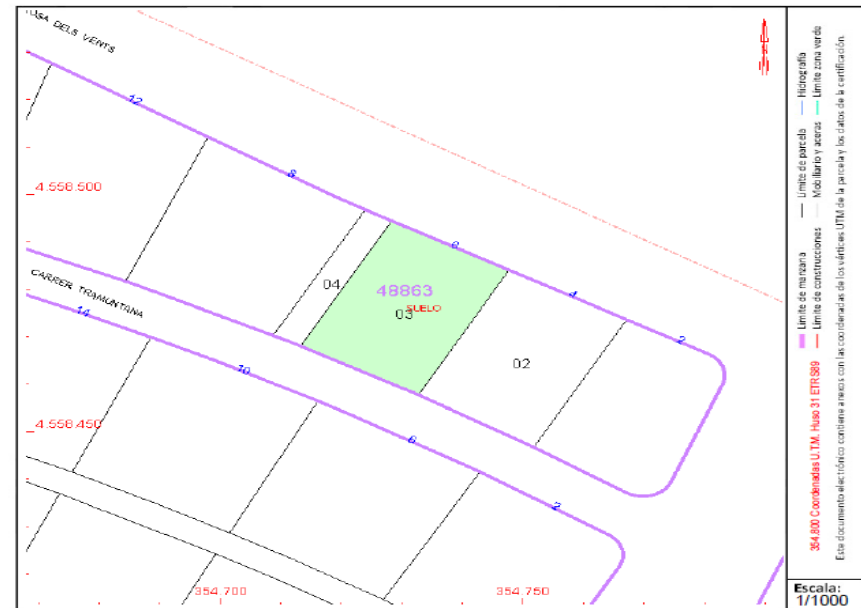 USA DELS VENTS
12
8
4.558.500
6
CARRER TRAMUNTANA
04
48863
SUELO
03
4
2
14
02
10
4.558.450
6
2
354.700
354.750
Límite de manzana
Límite de parcela
Hidrografía
Límite de construcciones
Mobiliario y aceras
Límite zona verde
354.800 Coordenadas U.T.M. Huso 31 ETRS89
Este documento electrónico contiene anexos con las coordenadas de los vértices UTM de la parcela y los datos de la certificación.
Escala:
1/1000